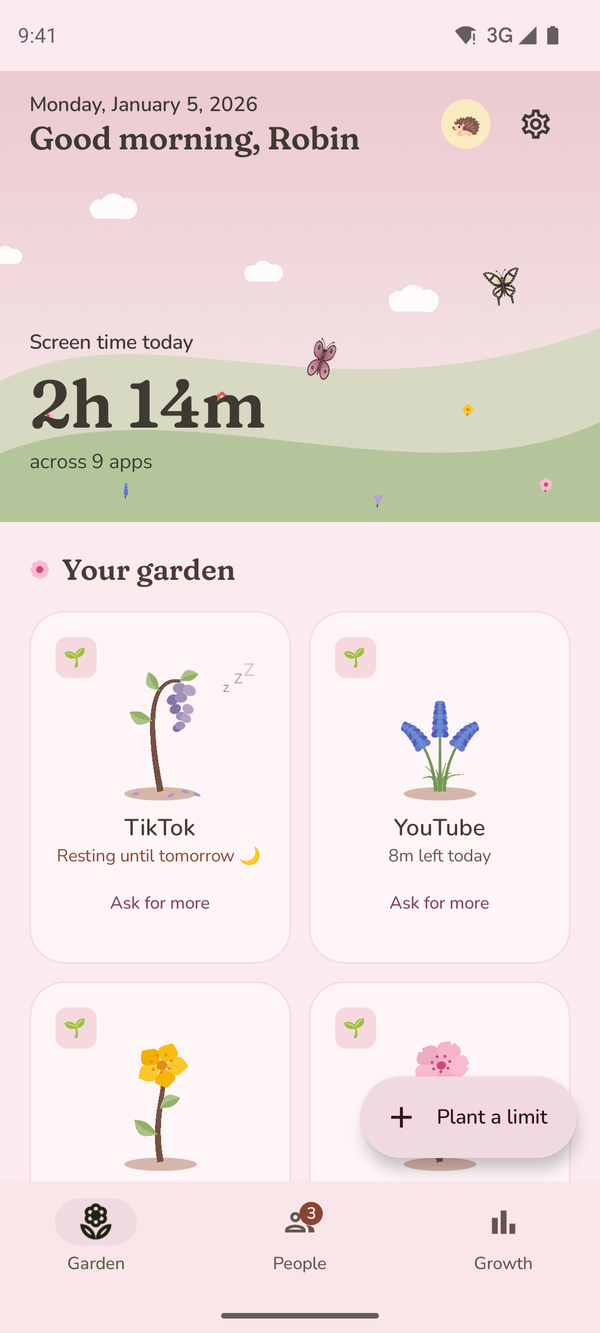 9:41
3G
Monday, January 5, 2026
Good morning, Robin
Screen time today
2h 14m
across 9 apps
Your garden
z z Z
TikTok
Resting until tomorrow 🌙
Ask for more
YouTube
8m left today
Ask for more
Plant a limit
Garden
3
People
Growth